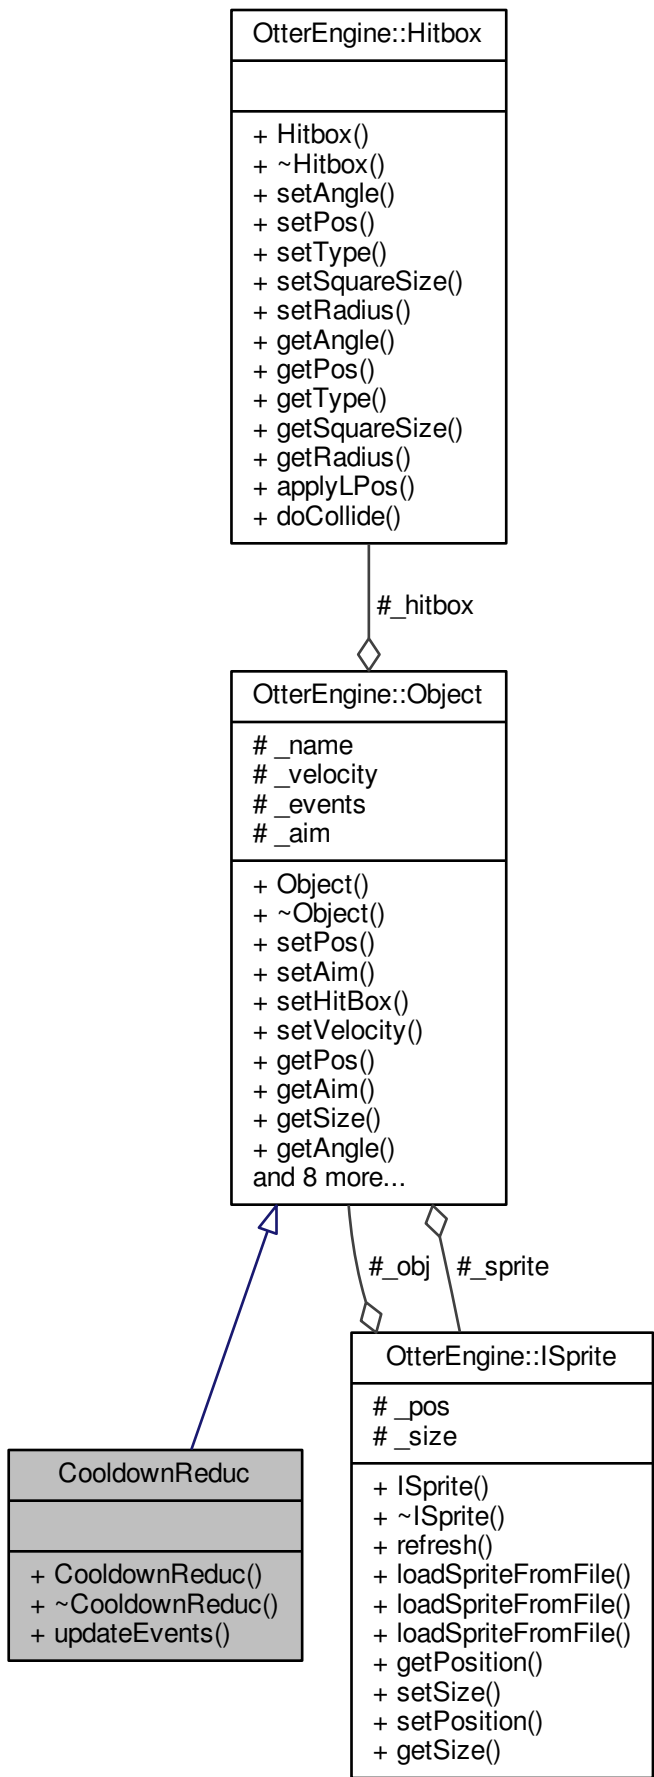 OtterEngine::Hitbox
+ Hitbox()
+ ~Hitbox()
+ setAngle()
+ setPos()
+ setType()
+ setSquareSize()
+ setRadius()
+ getAngle()
+ getPos()
+ getType()
+ getSquareSize()
+ getRadius()
+ applyLPos()
+ doCollide()
#_hitbox
OtterEngine::Object
# _name
# _velocity
# _events
# _aim
+ Object()
+ ~Object()
+ setPos()
+ setAim()
+ setHitBox()
+ setVelocity()
+ getPos()
+ getAim()
+ getSize()
+ getAngle()
and 8 more...
#_obj
#_sprite
OtterEngine::ISprite
# _pos
# _size
+ ISprite()
+ ~ISprite()
+ refresh()
+ loadSpriteFromFile()
+ loadSpriteFromFile()
+ loadSpriteFromFile()
+ getPosition()
+ setSize()
+ setPosition()
+ getSize()
CooldownReduc
+ CooldownReduc()
+ ~CooldownReduc()
+ updateEvents()